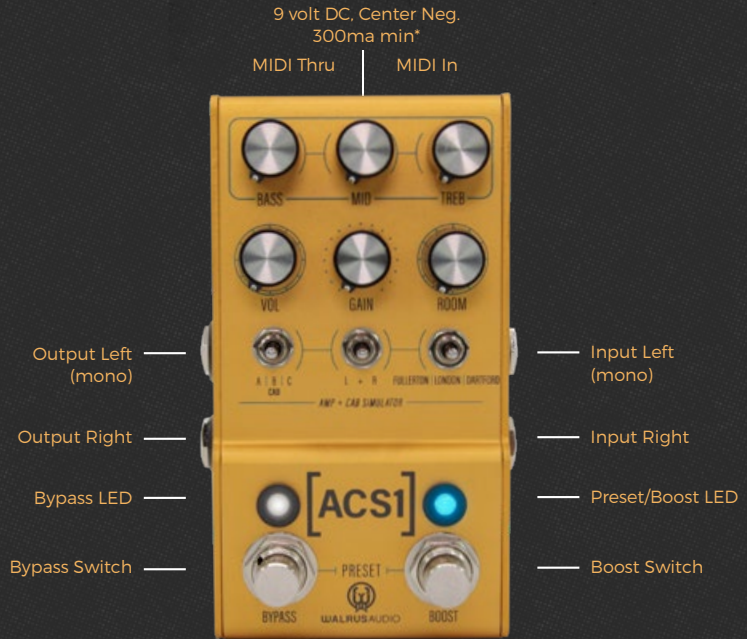 9 volt DC, Center Neg.
300ma min*
MIDI Thru
MIDI In
BASS
MID
TREB
VOL
GAIN
ROOM
Output Left
(mono)
Input Left
(mono)
A | B | C
CAB
L + R
FULLERTON | LONDON | DARTFORD
AMP + CAB SIMULATOR
Output Right
Input Right
Bypass LED
[ACS1]
Preset/Boost LED
Bypass Switch
PRESET
Boost Switch
BYPASS
WALRUS AUDIO
BOOST